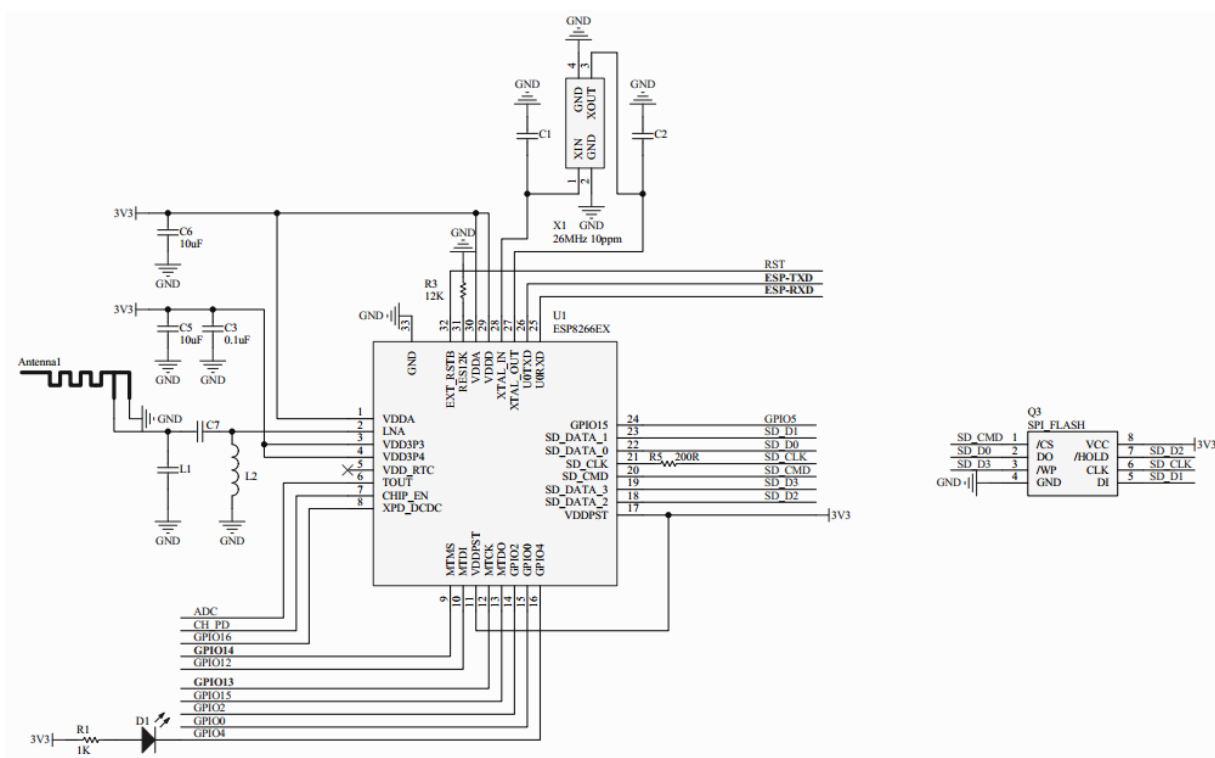 GND
4
3
GND
XOUT
XIN
GND
1
2
GND
C1
GND
C2
GND
X1
26MHz 10ppm
3V3
C6
10uF
GND
GND
R3
12K
RST
ESP-TXD
ESP-RXD
3V3
C5
10uF
C3
0.1uF
GND
GND
GND
33
32
31
30
29
28
27
26
25
U1
ESP8266EX
GND
EXT_RSTB
RES12K
VDDA
VDD
XTAL_IN
XTAL_OUT
U0TXD
U0RXD
Antenna1
GND
C7
L1
L2
GND
GND
1 VDDA
2 LNA
3 VDD3P3
4 VDD3P4
5 VDD_RTC
6 TOUT
7 CHIP_EN
8 XPD_DCDC
GPIO15 24 GPIO5
SD_DATA_1 23 SD_D1
SD_DATA_0 22 SD_D0
SD_CLK 21 R5 200R SD_CLK
SD_CMD 20 SD_CMD
SD_DATA_3 19 SD_D3
SD_DATA_2 18 SD_D2
VDDPST 17 3V3
MTMS
MTDI
VDDPST
MTCK
MTDO
GPIO2
GPIO0
GPIO4
9
10
11
12
13
14
15
16
ADC
CH_PD
GPIO16
GPIO14
GPIO12
GPIO13
GPIO15
GPIO2
GPIO0
GPIO4
3V3
R1
1K
D1
Q3
SPI_FLASH
SD_CMD 1 /CS VCC 8 3V3
SD_D0 2 DO /HOLD 7 SD_D2
SD_D3 3 /WP CLK 6 SD_CLK
GND 4 GND DI 5 SD_D1